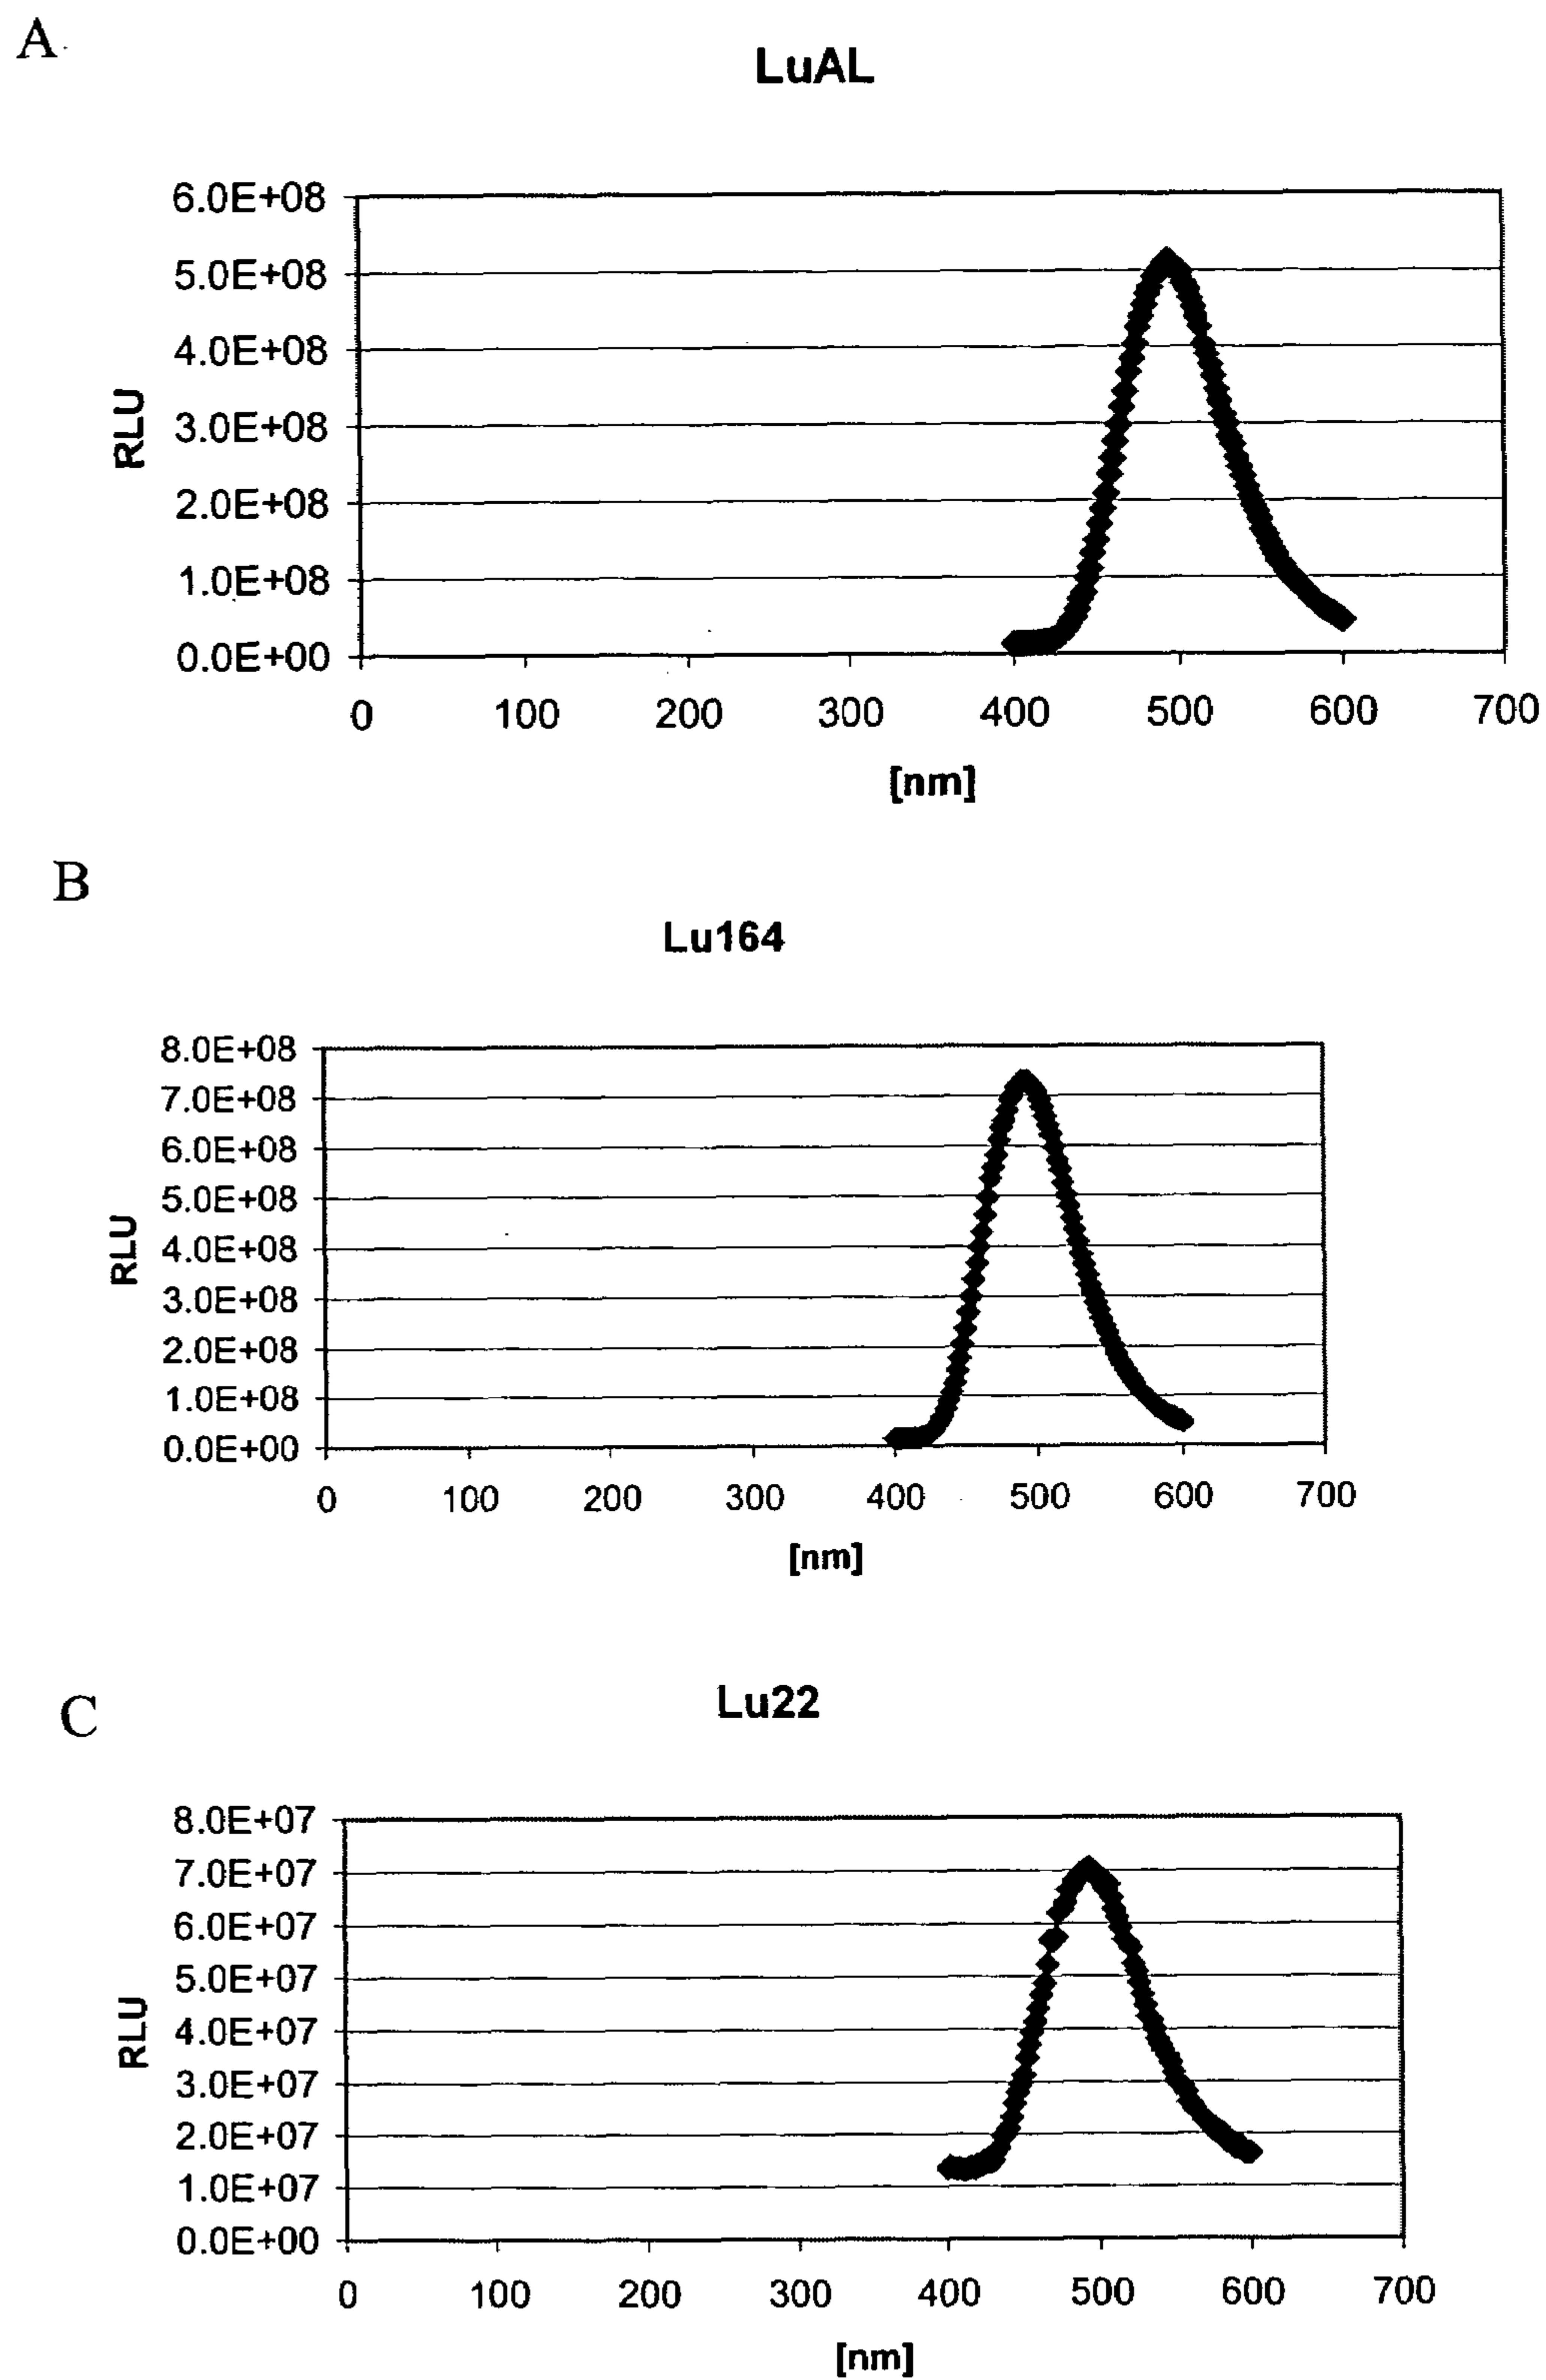 A
LuAL
6.0E+08
5.0E+08
4.0E+08
3.0E+08
2.0E+08
1.0E+08
0.0E+00
RLU
0 100 200 300 400 500 600 700
[nm]
B
Lu164
8.0E+08
7.0E+08
6.0E+08
5.0E+08
4.0E+08
3.0E+08
2.0E+08
1.0E+08
0.0E+00
RLU
0 100 200 300 400 500 600 700
[nm]
C
Lu22
8.0E+07
7.0E+07
6.0E+07
5.0E+07
4.0E+07
3.0E+07
2.0E+07
1.0E+07
0.0E+00
RLU
0 100 200 300 400 500 600 700
[nm]